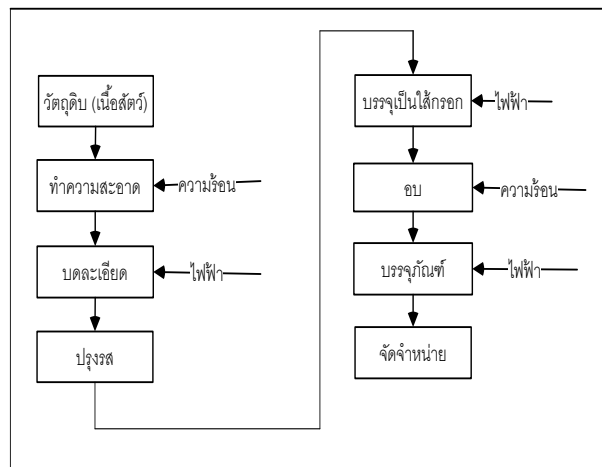 วัตถุดิบ (เนื้อสัตว์)
ทำความสะอาด
ความร้อน
บดละเอียด
ไฟฟ้า
ปรุงรส
บรรจุเป็นใส้กรอก
ไฟฟ้า
อบ
ความร้อน
บรรจุภัณฑ์
ไฟฟ้า
จัดจำหน่าย